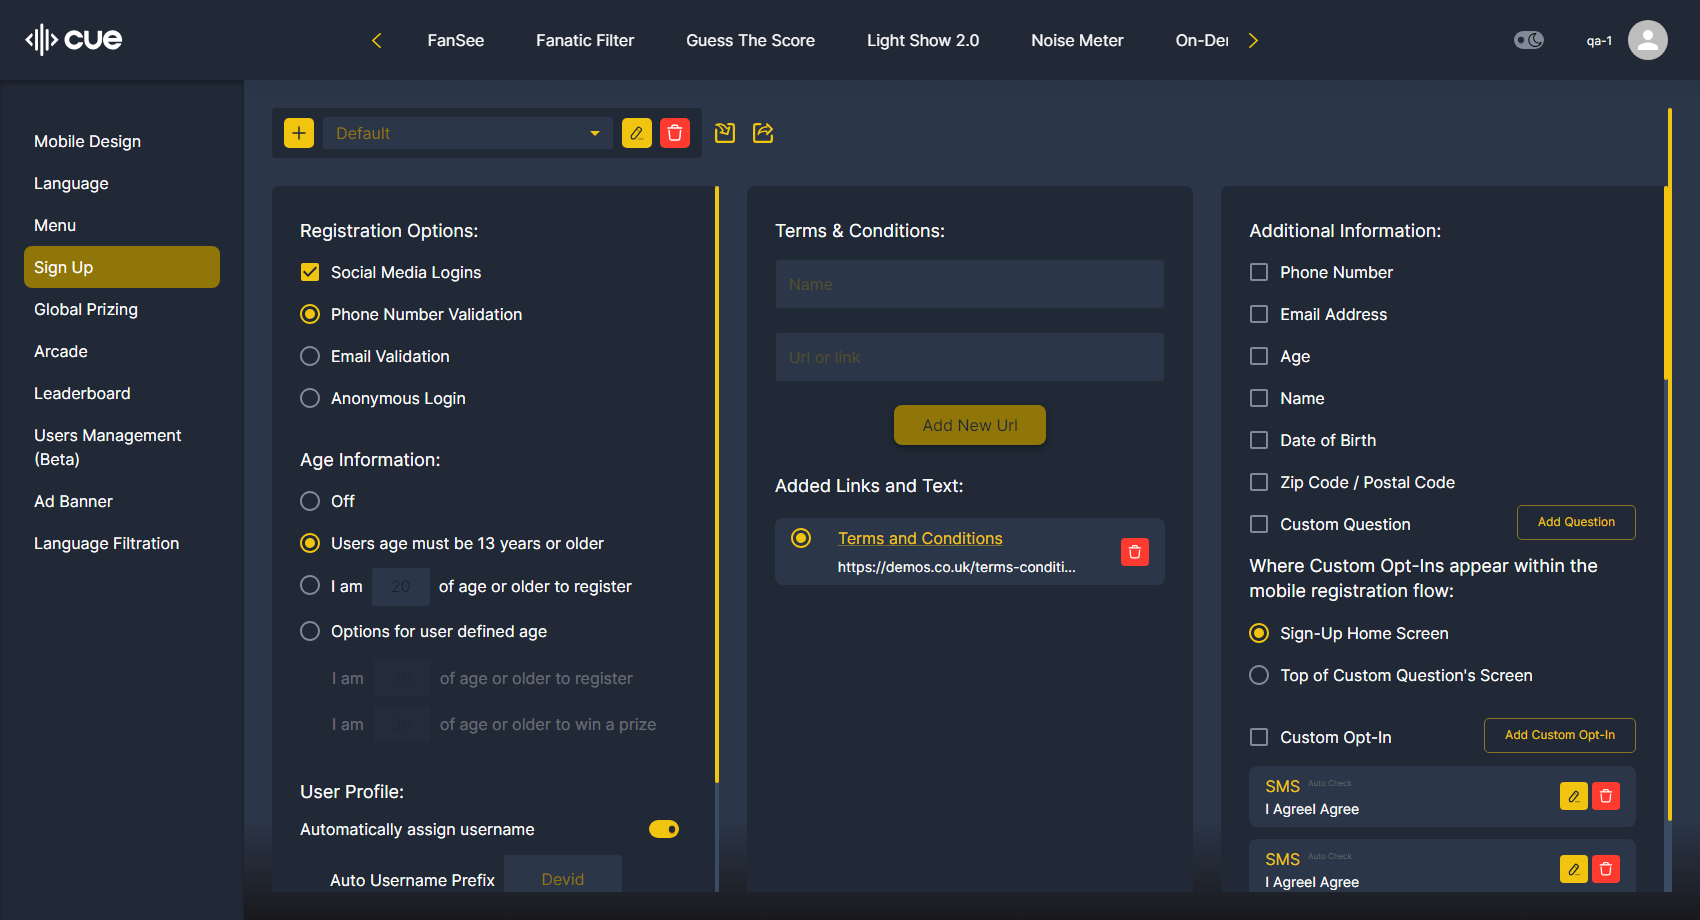 cue
FanSee
Fanatic Filter
Guess The Score
Light Show 2.0
Noise Meter
On-Der
qa-1
Mobile Design
Language
Menu
Sign Up
Global Prizing
Arcade
Leaderboard
Users Management
(Beta)
Ad Banner
Language Filtration
Default
Registration Options:
Social Media Logins
Phone Number Validation
Email Validation
Anonymous Login
Age Information:
Off
Users age must be 13 years or older
I am 20 of age or older to register
Options for user defined age
I am 20 of age or older to register
I am of age or older to win a prize
User Profile:
Automatically assign username
Auto Username Prefix Devid
Terms & Conditions:
Name
Url or link
Add New Url
Added Links and Text:
Terms and Conditions
https://demos.co.uk/terms-conditi...
Additional Information:
Phone Number
Email Address
Age
Name
Date of Birth
Zip Code / Postal Code
Custom Question
Add Question
Where Custom Opt-Ins appear within the
mobile registration flow:
Sign-Up Home Screen
Top of Custom Question's Screen
Custom Opt-In
Add Custom Opt-In
SMS Auto Check
I AgreeI Agree
SMS Auto Check
I AgreeI Agree